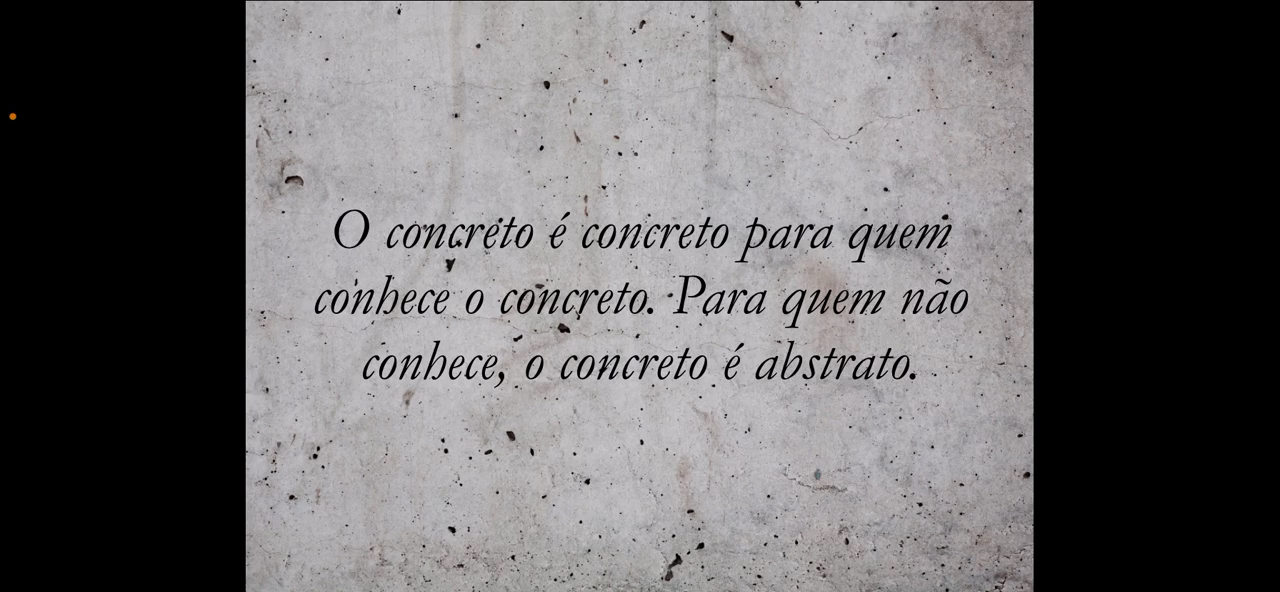 O concreto é concreto para quem
conhece o concreto. Para quem não
conhece, o concreto é abstrato.